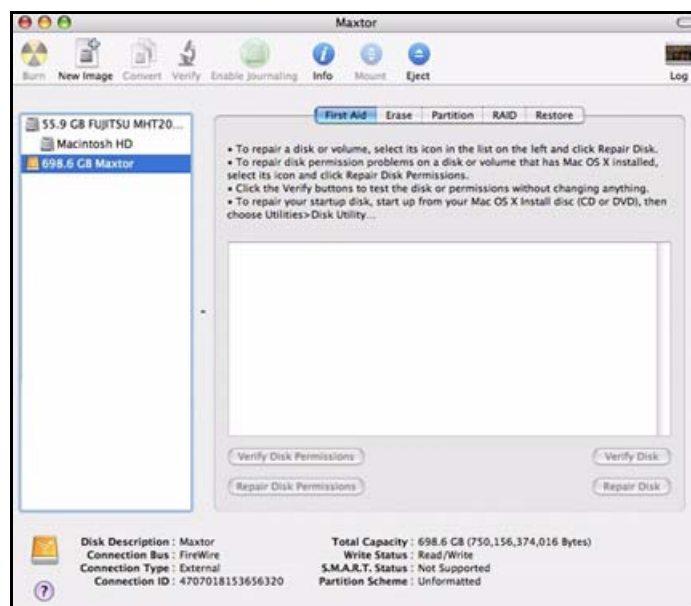 Maxtor
Burn New Image Convert Verify Enable Journaling Info Mount Eject Log
First Aid Erase Partition RAID Restore
55.9 GB FUJITSU MHT20...
Macintosh HD
698.6 GB Maxtor
• To repair a disk or volume, select its icon in the list on the left and click Repair Disk.
• To repair disk permission problems on a disk or volume that has Mac OS X installed,
select its icon and click Repair Disk Permissions.
• Click the Verify buttons to test the disk or permissions without changing anything.
• To repair your startup disk, start up from your Mac OS X Install disc (CD or DVD), then
choose Utilities>Disk Utility...
Verify Disk Permissions Verify Disk
Repair Disk Permissions Repair Disk
Disk Description : Maxtor
Connection Bus : FireWire
Connection Type : External
Connection ID : 4707018153656320
Total Capacity : 698.6 GB (750,156,374,016 Bytes)
Write Status : Read/Write
S.M.A.R.T. Status : Not Supported
Partition Scheme : Unformatted
?